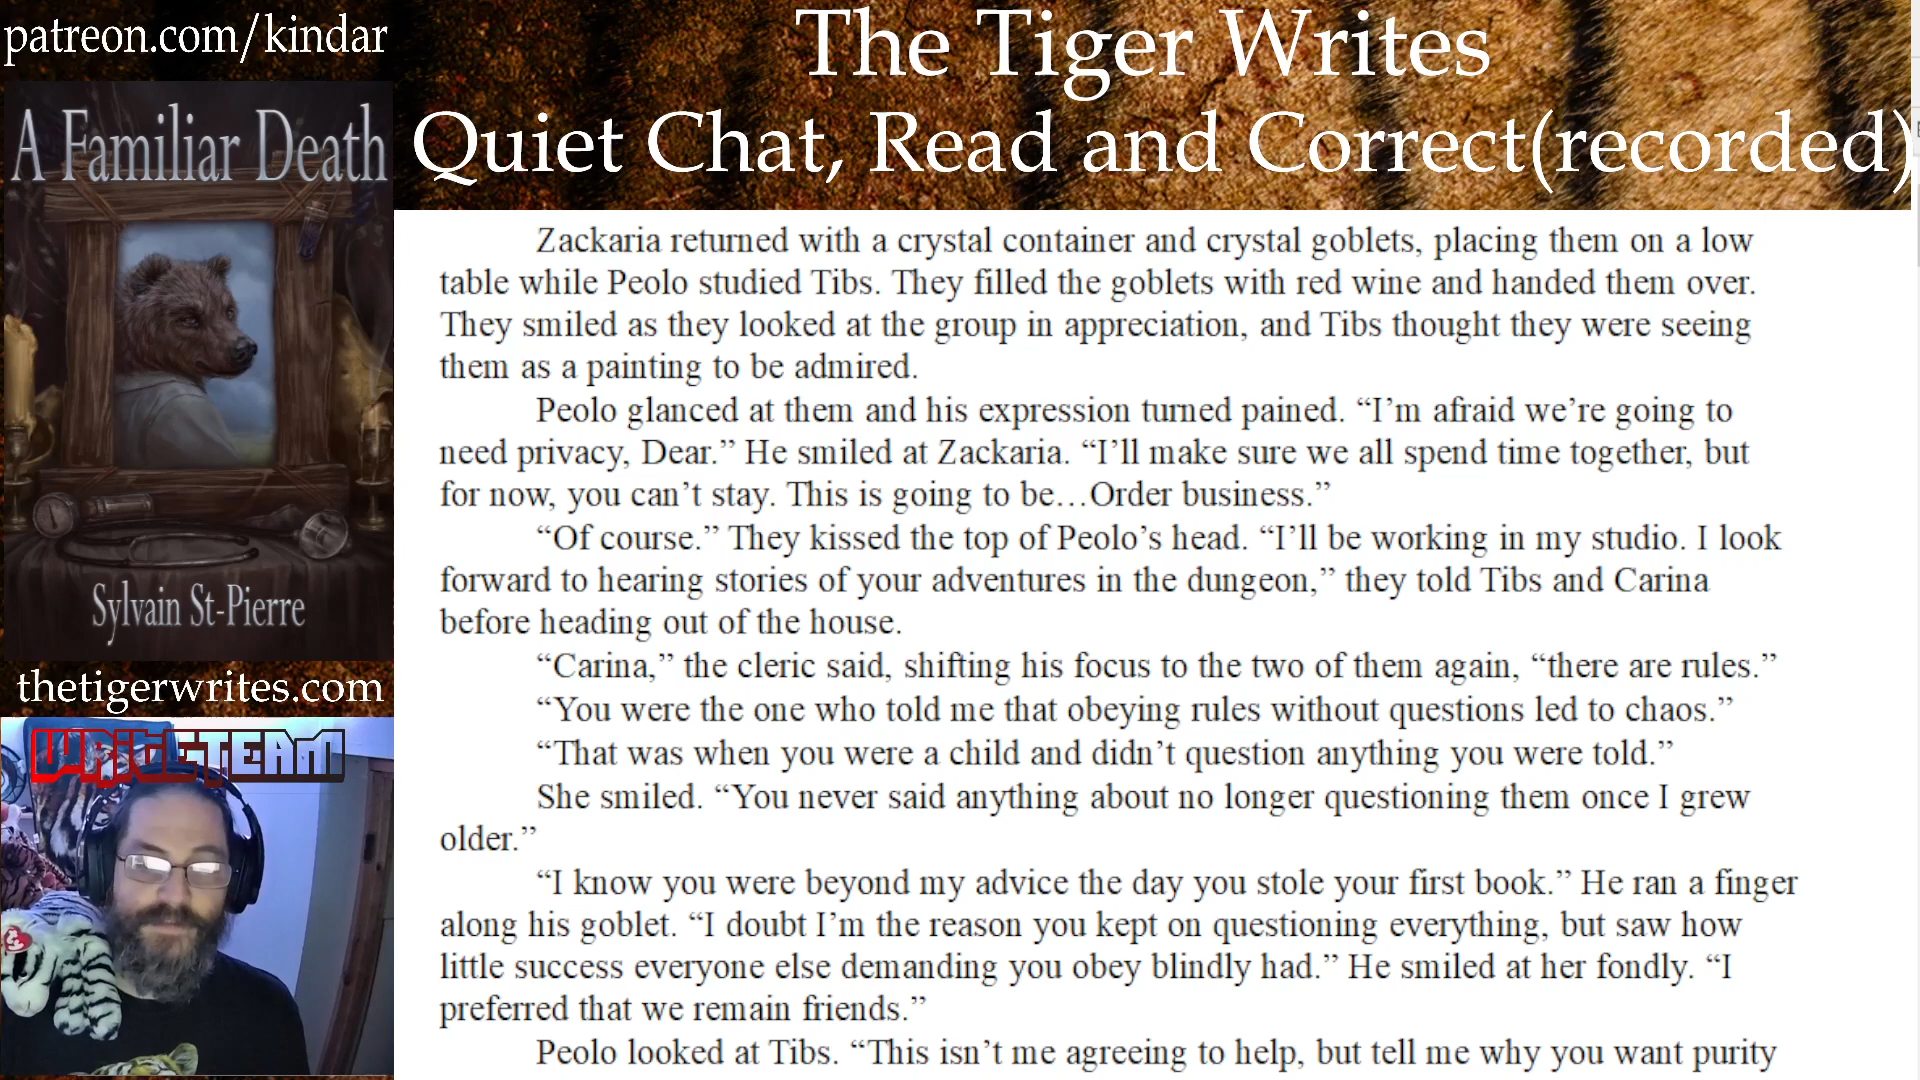 patreon.com/kindar
A Familiar Death
Sylvain St-Pierre
thetigerwrites.com
WRITETEAM
The Tiger Writes
Quiet Chat, Read and Correct(recorded)
Zackaria returned with a crystal container and crystal goblets, placing them on a low
table while Peolo studied Tibs. They filled the goblets with red wine and handed them over.
They smiled as they looked at the group in appreciation, and Tibs thought they were seeing
them as a painting to be admired.
Peolo glanced at them and his expression turned pained. “I’m afraid we’re going to
need privacy, Dear.” He smiled at Zackaria. “I’ll make sure we all spend time together, but
for now, you can’t stay. This is going to be…Order business.”
“Of course.” They kissed the top of Peolo’s head. “I’ll be working in my studio. I look
forward to hearing stories of your adventures in the dungeon,” they told Tibs and Carina
before heading out of the house.
“Carina,” the cleric said, shifting his focus to the two of them again, “there are rules.”
“You were the one who told me that obeying rules without questions led to chaos.”
“That was when you were a child and didn’t question anything you were told.”
She smiled. “You never said anything about no longer questioning them once I grew
older.”
“I know you were beyond my advice the day you stole your first book.” He ran a finger
along his goblet. “I doubt I’m the reason you kept on questioning everything, but saw how
little success everyone else demanding you obey blindly had.” He smiled at her fondly. “I
preferred that we remain friends.”
Peolo looked at Tibs. “This isn’t me agreeing to help, but tell me why you want purity